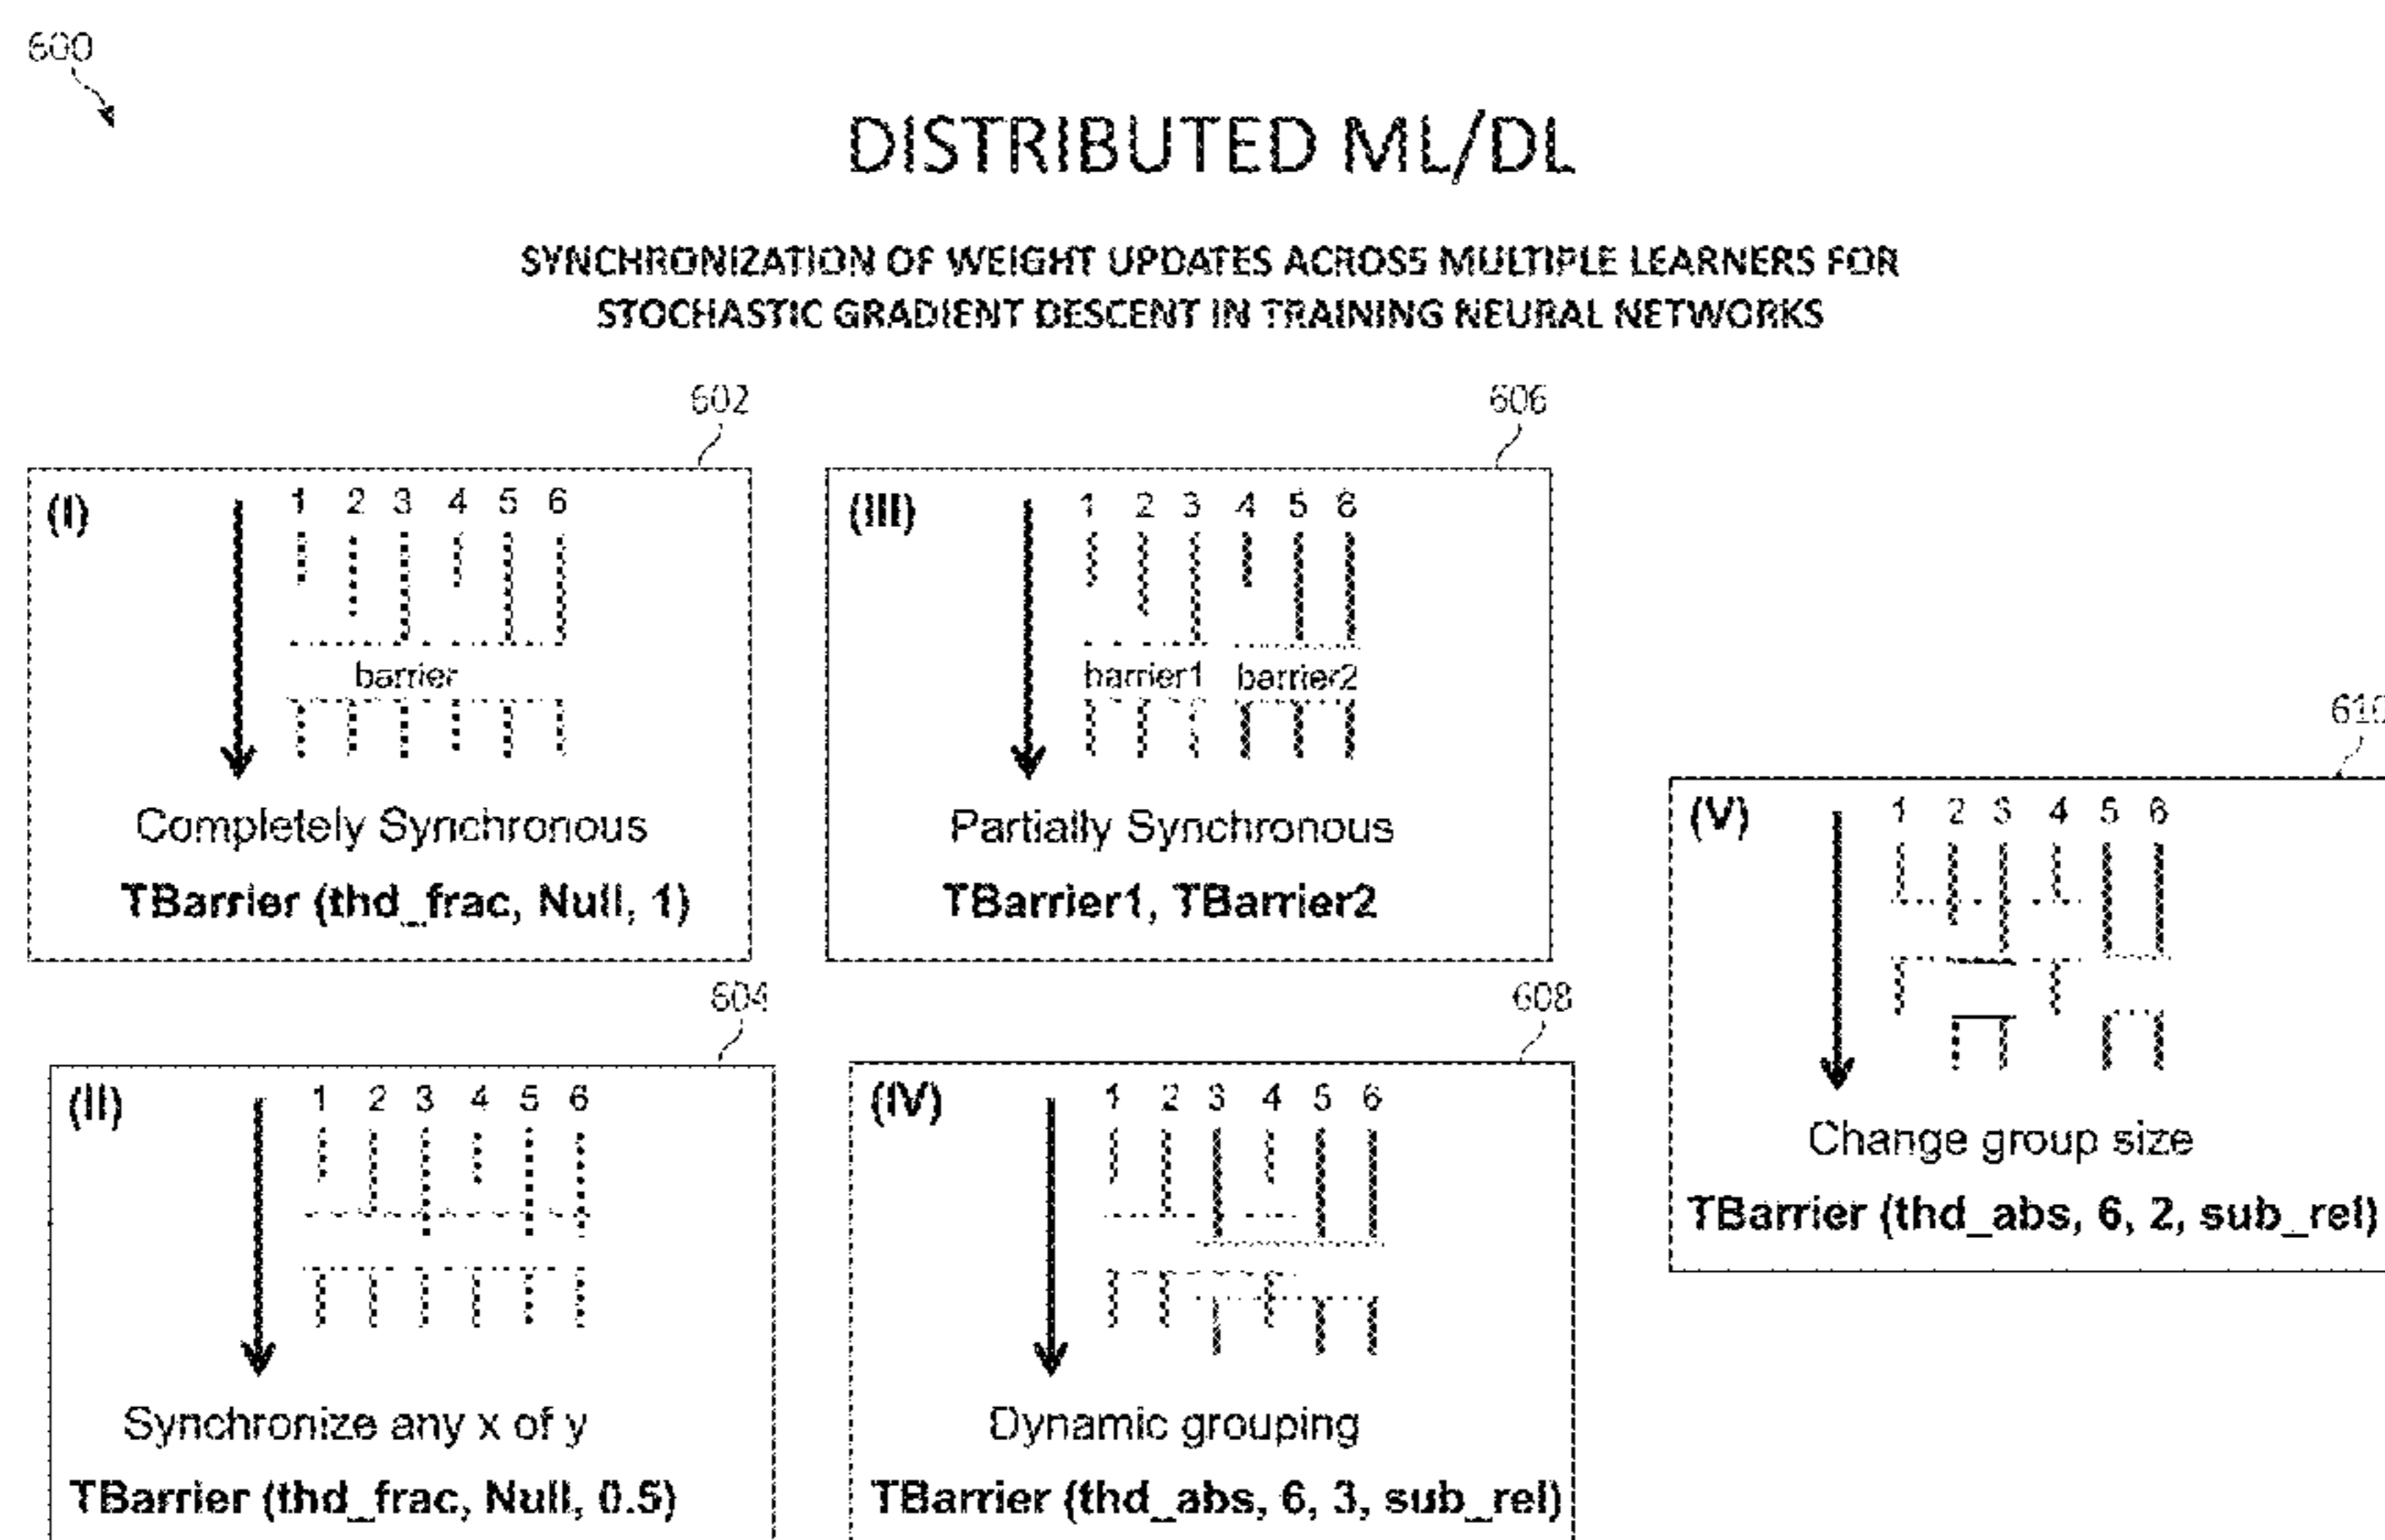 600
DISTRIBUTED ML/DL
SYNCHRONIZATION OF WEIGHT UPDATES ACROSS MULTIPLE LEARNERS FOR
STOCHASTIC GRADIENT DESCENT IN TRAINING NEURAL NETWORKS
602
(I)
1 2 3 4 5 6
barrier
Completely Synchronous
TBarrier (thd_frac, Null, 1)
606
(III)
1 2 3 4 5 6
barrier1 barrier2
Partially Synchronous
TBarrier1, TBarrier2
610
(V)
1 2 3 4 5 6
Change group size
TBarrier (thd_abs, 6, 2, sub_rel)
604
(II)
1 2 3 4 5 6
Synchronize any x of y
TBarrier (thd_frac, Null, 0.5)
608
(IV)
1 2 3 4 5 6
Dynamic grouping
TBarrier (thd_abs, 6, 3, sub_rel)